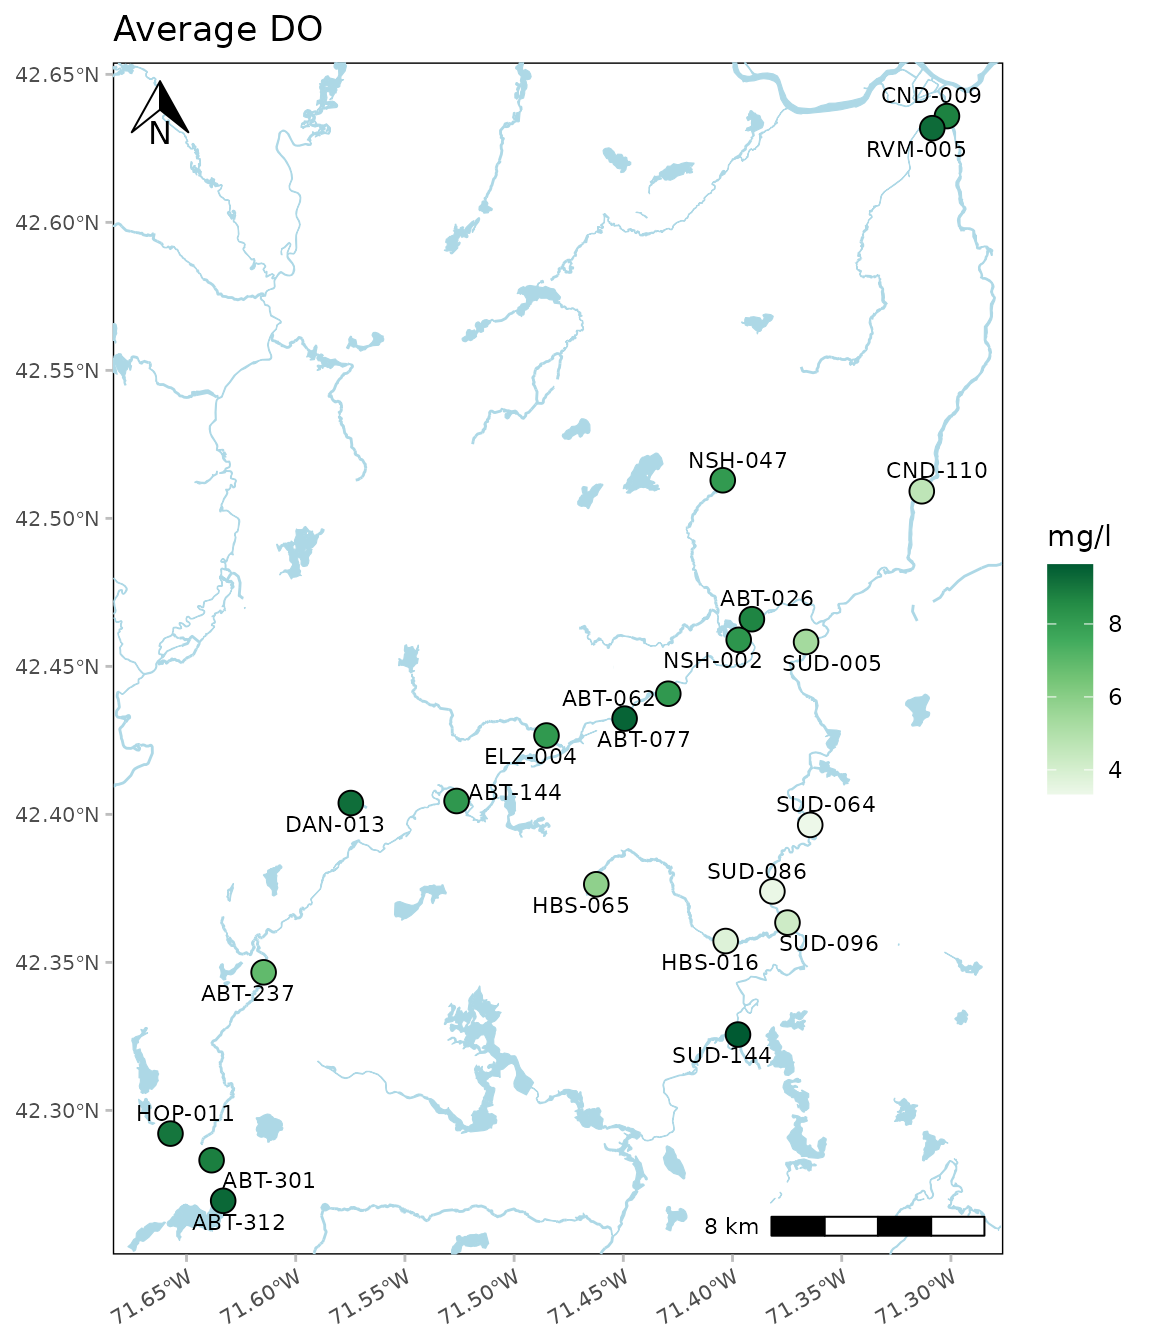 Average DO
42.65°N
42.60°N
42.55°N
42.50°N
42.45°N
42.40°N
42.35°N
42.30°N
N
CND-009
RVM-005
NSH-047
CND-110
ABT-026
NSH-002
SUD-005
ABT-062
ABT-077
ELZ-004
ABT-144
DAN-013
SUD-064
SUD-086
HBS-065
SUD-096
HBS-016
ABT-237
SUD-144
HOP-011
ABT-301
ABT-312
8 km
71.65°W
71.60°W
71.55°W
71.50°W
71.45°W
71.40°W
71.35°W
71.30°W
mg/l
8
6
4